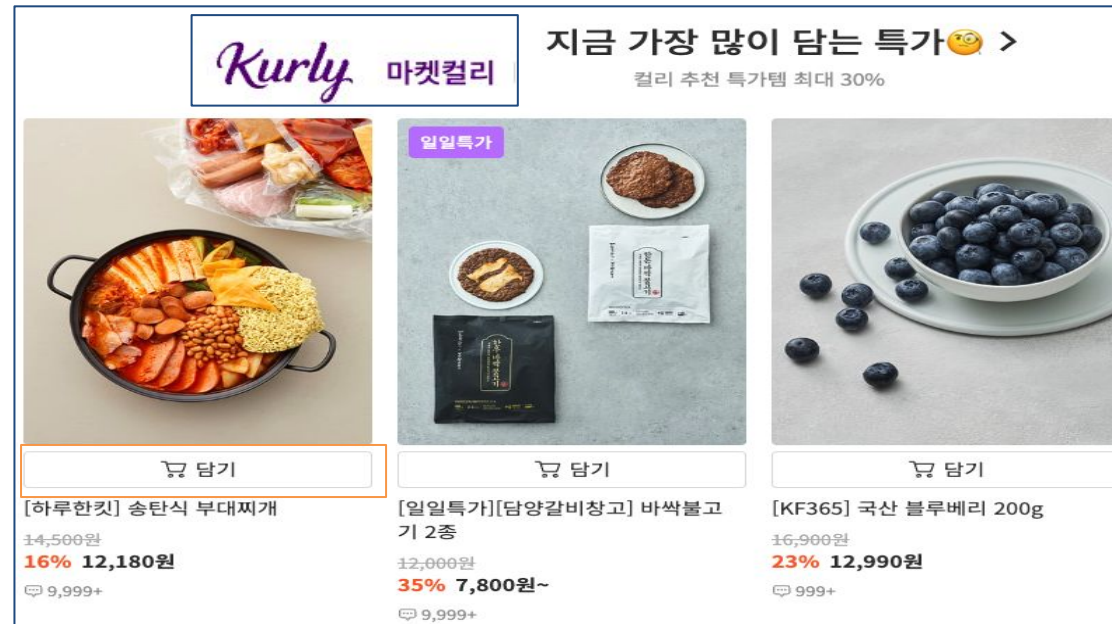 Kurly 마켓컬리
지금 가장 많이 담는 특가🧐 >
컬리 추천 특가템 최대 30%
일일특가
담기
담기
담기
[하루한킷] 송탄식 부대찌개
14,500원
16% 12,180원
9,999+
[일일특가][담양갈비창고] 바싹불고
기 2종
12,000원
35% 7,800원~
9,999+
[KF365] 국산 블루베리 200g
16,900원
23% 12,990원
999+